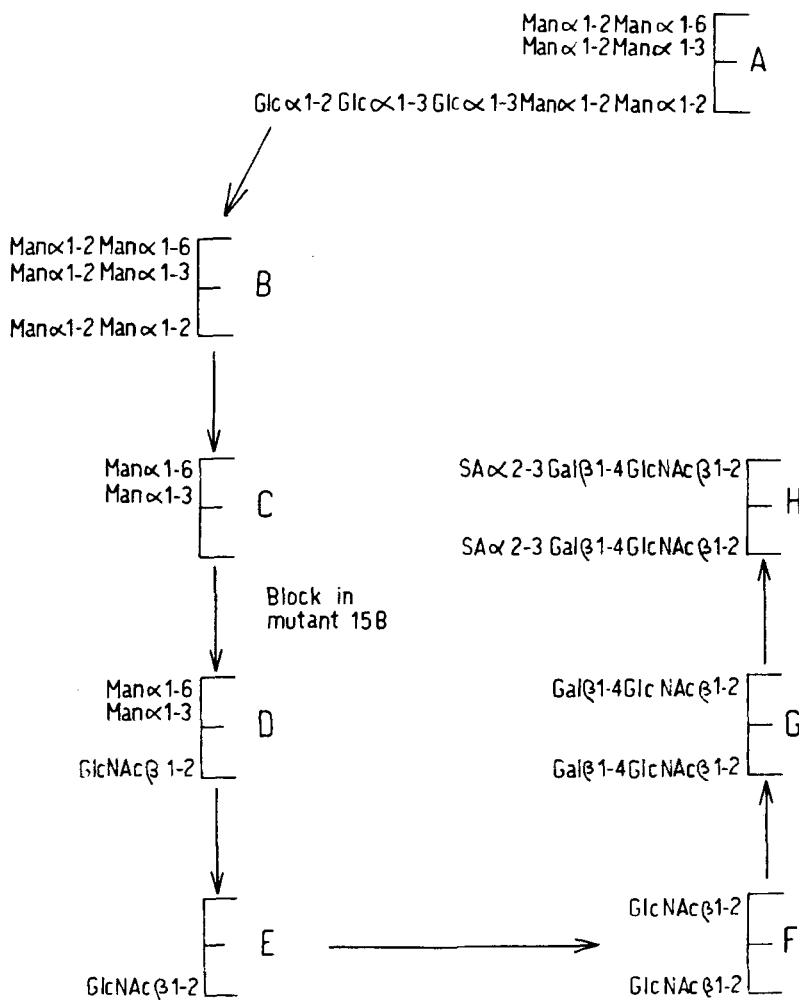 Manα1-2Manα1-6
Manα1-2Manα1-3
A
Glcα1-2Glcα1-3Glcα1-3Manα1-2Manα1-2
Manα1-2Manα1-6
Manα1-2Manα1-3
B
Manα1-2Manα1-2
Manα1-6
Manα1-3
C
Block in
mutant 15B
Manα1-6
Manα1-3
D
GlcNAcβ1-2
E
GlcNAcβ1-2
GlcNAcβ1-2
F
GlcNAcβ1-2
Galβ1-4GlcNAcβ1-2
G
Galβ1-4GlcNAcβ1-2
SAα2-3Galβ1-4GlcNAcβ1-2
H
SAα2-3Galβ1-4GlcNAcβ1-2